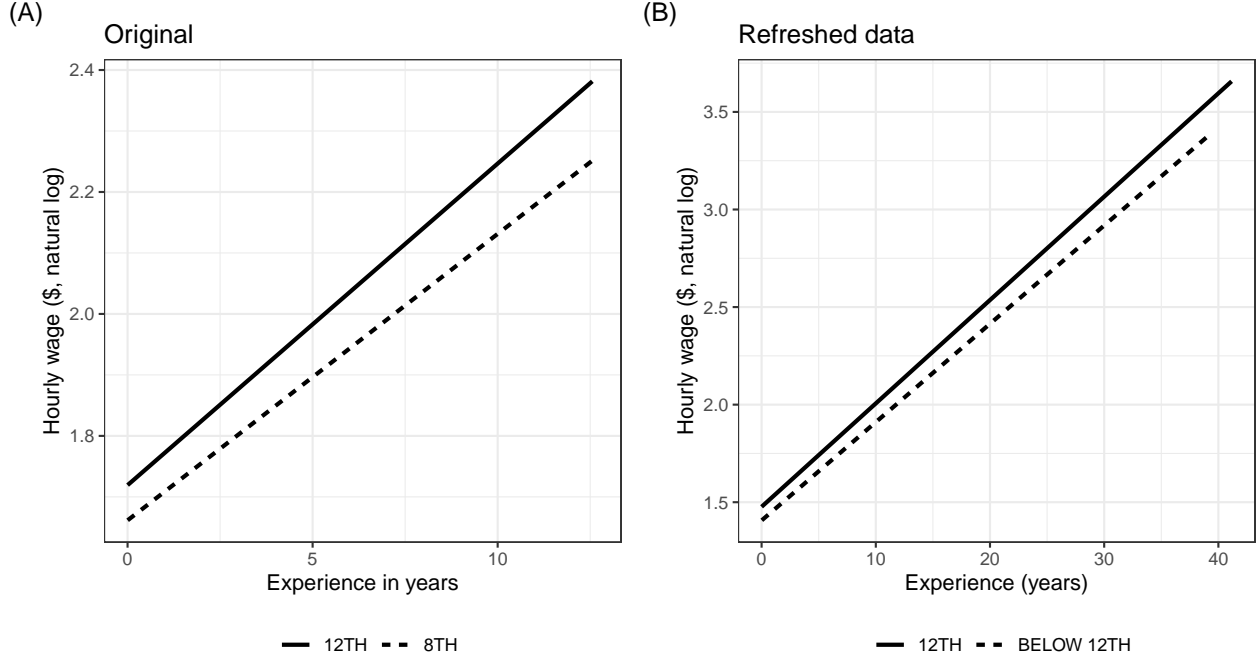 (A)
Original
2.4
2.2
2.0
1.8
Hourly wage ($, natural log)
0 5 10
Experience in years
12TH 8TH
(B)
Refreshed data
3.5
3.0
2.5
2.0
1.5
Hourly wage ($, natural log)
0 10 20 30 40
Experience (years)
12TH BELOW 12TH